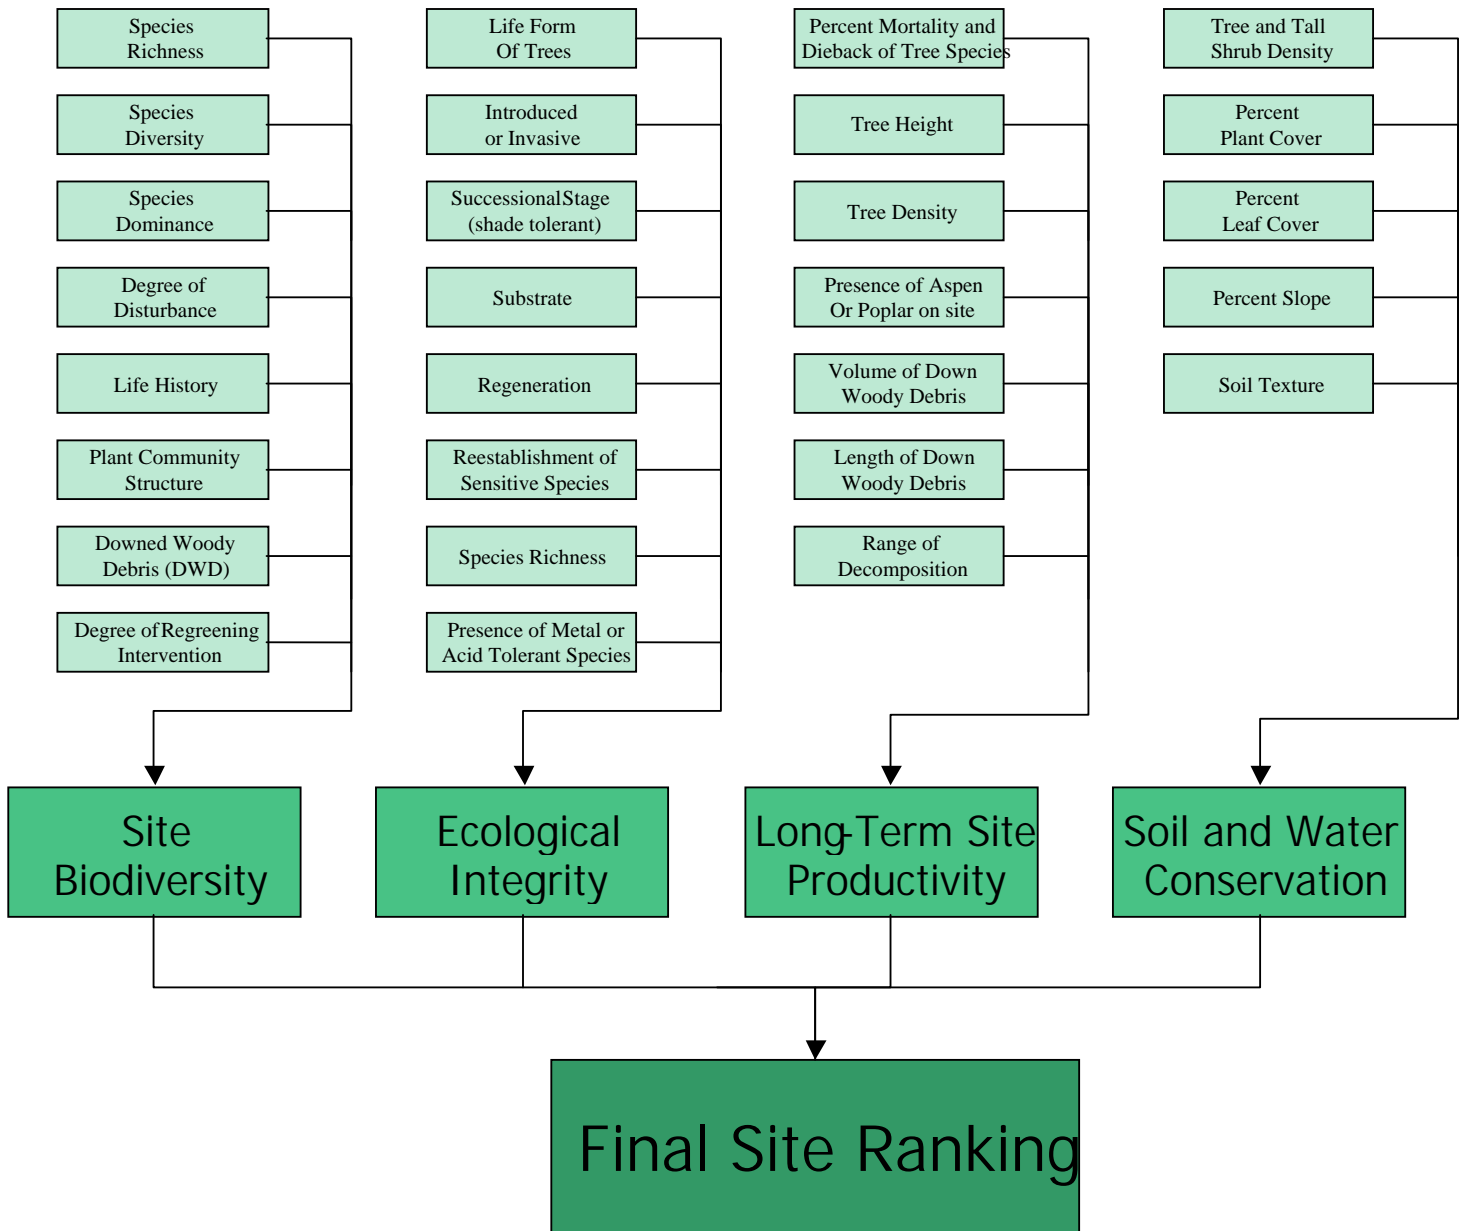 Species
Richness
Species
Diversity
Species
Dominance
Degree of
Disturbance
Life History
Plant Community
Structure
Downed Woody
Debris (DWD)
Degree of Regreening
Intervention
Life Form
Of Trees
Introduced
or Invasive
Successional Stage
(shade tolerant)
Substrate
Regeneration
Reestablishment of
Sensitive Species
Species Richness
Presence of Metal or
Acid Tolerant Species
Percent Mortality and
Dieback of Tree Species
Tree Height
Tree Density
Presence of Aspen
Or Poplar on site
Volume of Down
Woody Debris
Length of Down
Woody Debris
Range of
Decomposition
Tree and Tall
Shrub Density
Percent
Plant Cover
Percent
Leaf Cover
Percent Slope
Soil Texture
Site
Biodiversity
Ecological
Integrity
Long-Term Site
Productivity
Soil and Water
Conservation
Final Site Ranking